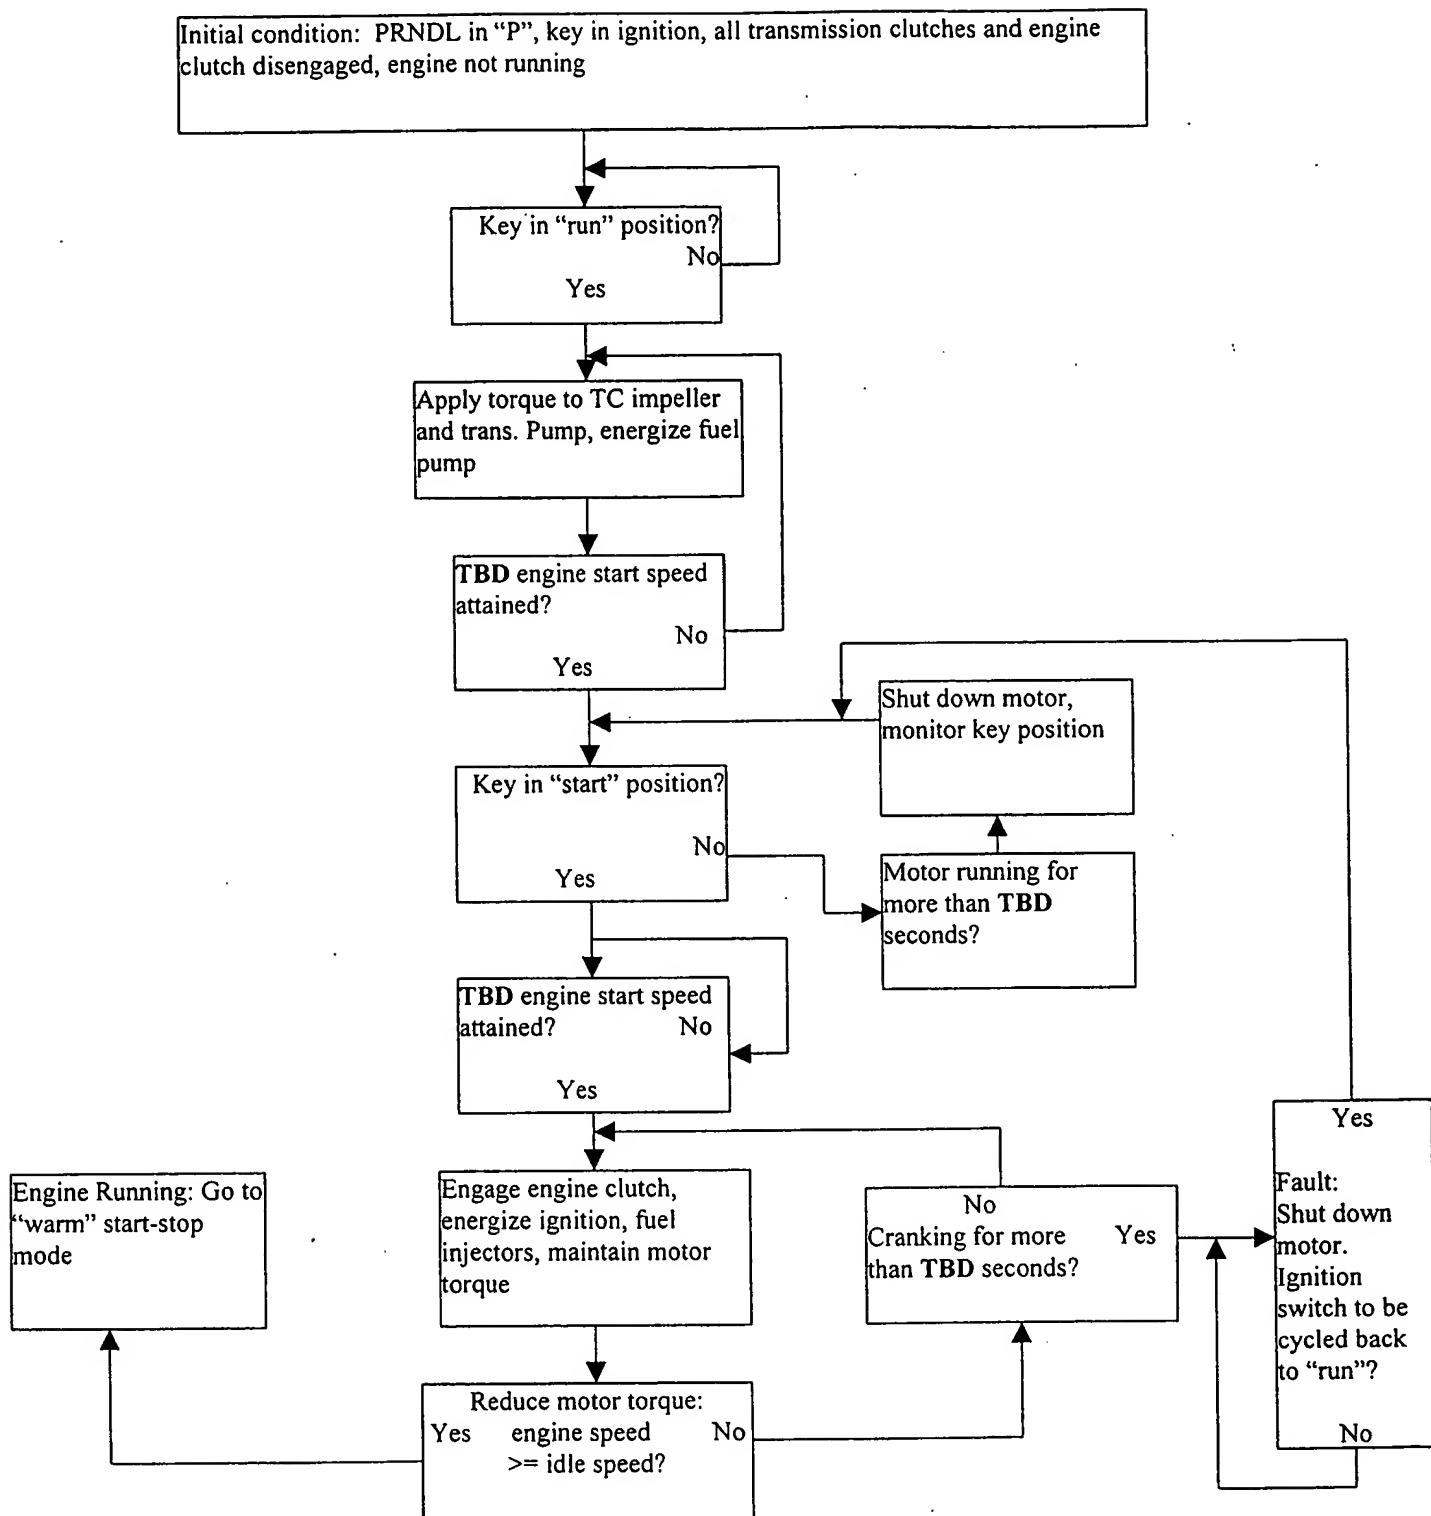 Initial condition: PRNDL in “P”, key in ignition, all transmission clutches and engine
clutch disengaged, engine not running
Key in “run” position?
No
Yes
Apply torque to TC impeller
and trans. Pump, energize fuel
pump
TBD engine start speed
attained?
No
Yes
Shut down motor,
monitor key position
Key in “start” position?
No
Yes
Motor running for
more than TBD
seconds?
TBD engine start speed
attained? No
Yes
Engine Running: Go to
“warm” start-stop
mode
Engage engine clutch,
energize ignition, fuel
injectors, maintain motor
torque
No
Cranking for more Yes
than TBD seconds?
Yes
Fault:
Shut down
motor.
Ignition
switch to be
cycled back
to “run”?
No
Reduce motor torque:
Yes engine speed No
>= idle speed?